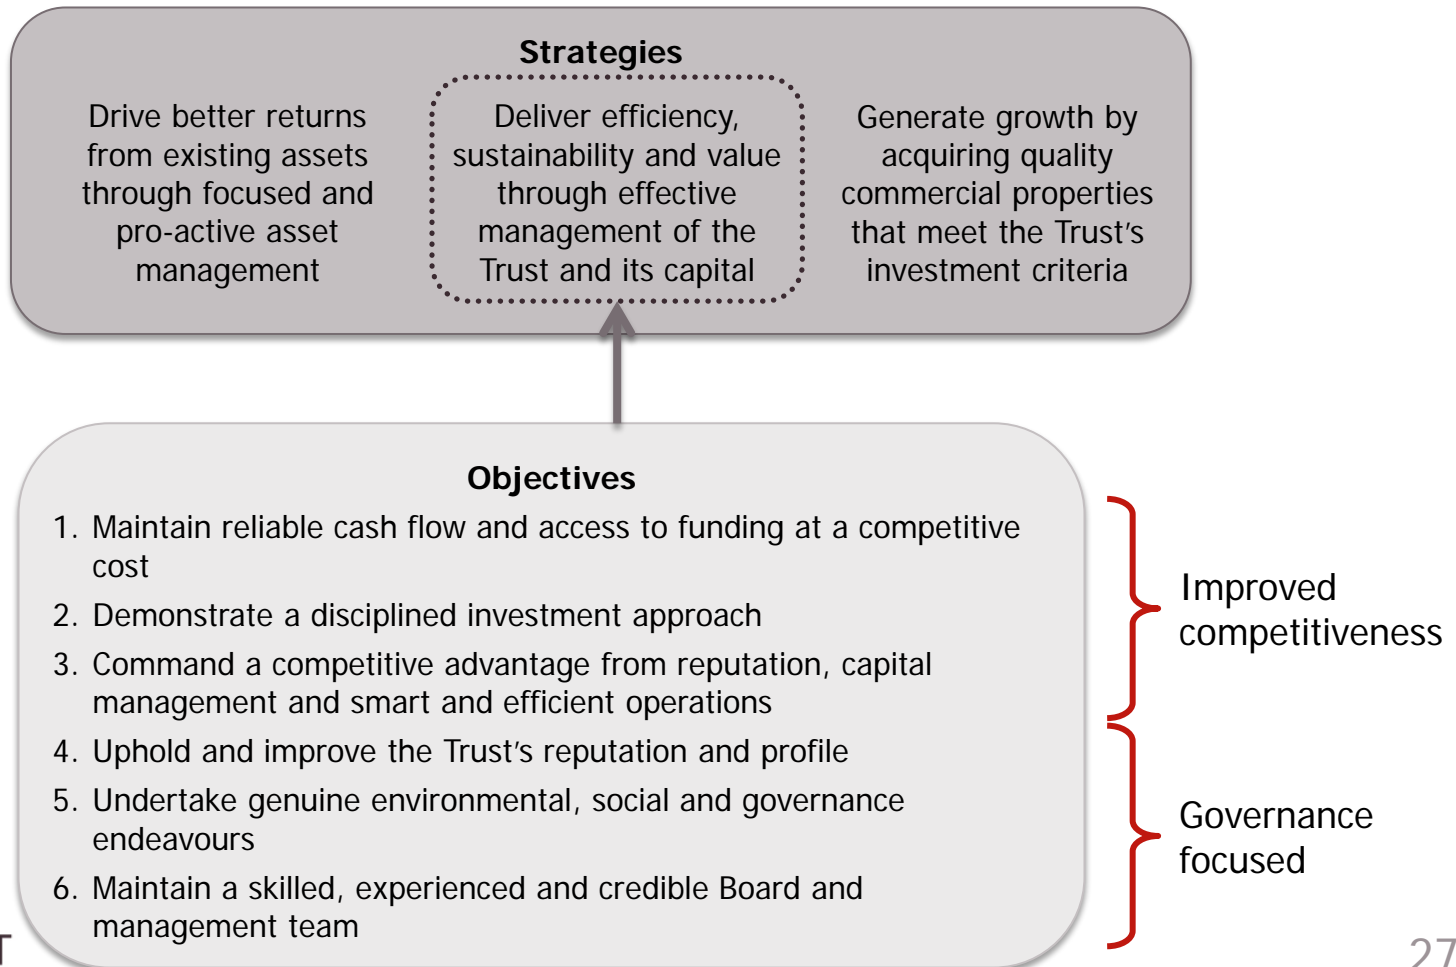 Strategies
Drive better returns
from existing assets
through focused and
pro-active asset
management
Deliver efficiency,
sustainability and value
through effective
management of the
Trust and its capital
Generate growth by
acquiring quality
commercial properties
that meet the Trust's
investment criteria
Objectives
1. Maintain reliable cash flow and access to funding at a competitive
cost
2. Demonstrate a disciplined investment approach
3. Command a competitive advantage from reputation, capital
management and smart and efficient operations
4. Uphold and improve the Trust's reputation and profile
5. Undertake genuine environmental, social and governance
endeavours
6. Maintain a skilled, experienced and credible Board and
management team
Improved
competitiveness
Governance
focused
T
27